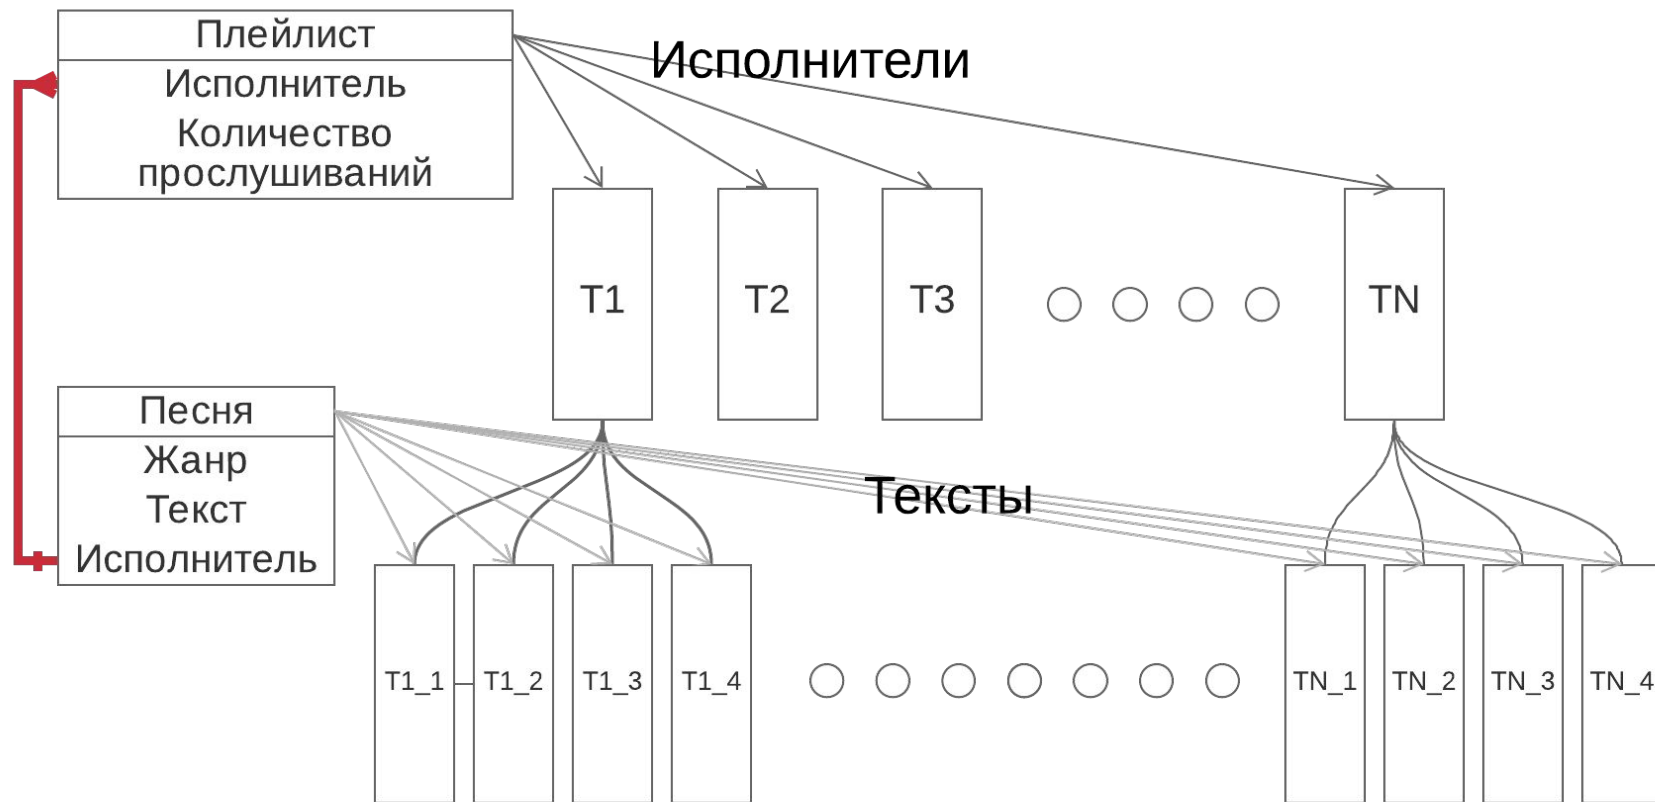 Плейлист
Исполнитель
Количество
прослушиваний
Исполнители
T1
T2
T3
TN
Песня
Жанр
Текст
Исполнитель
Тексты
T1_1
T1_2
T1_3
T1_4
TN_1
TN_2
TN_3
TN_4